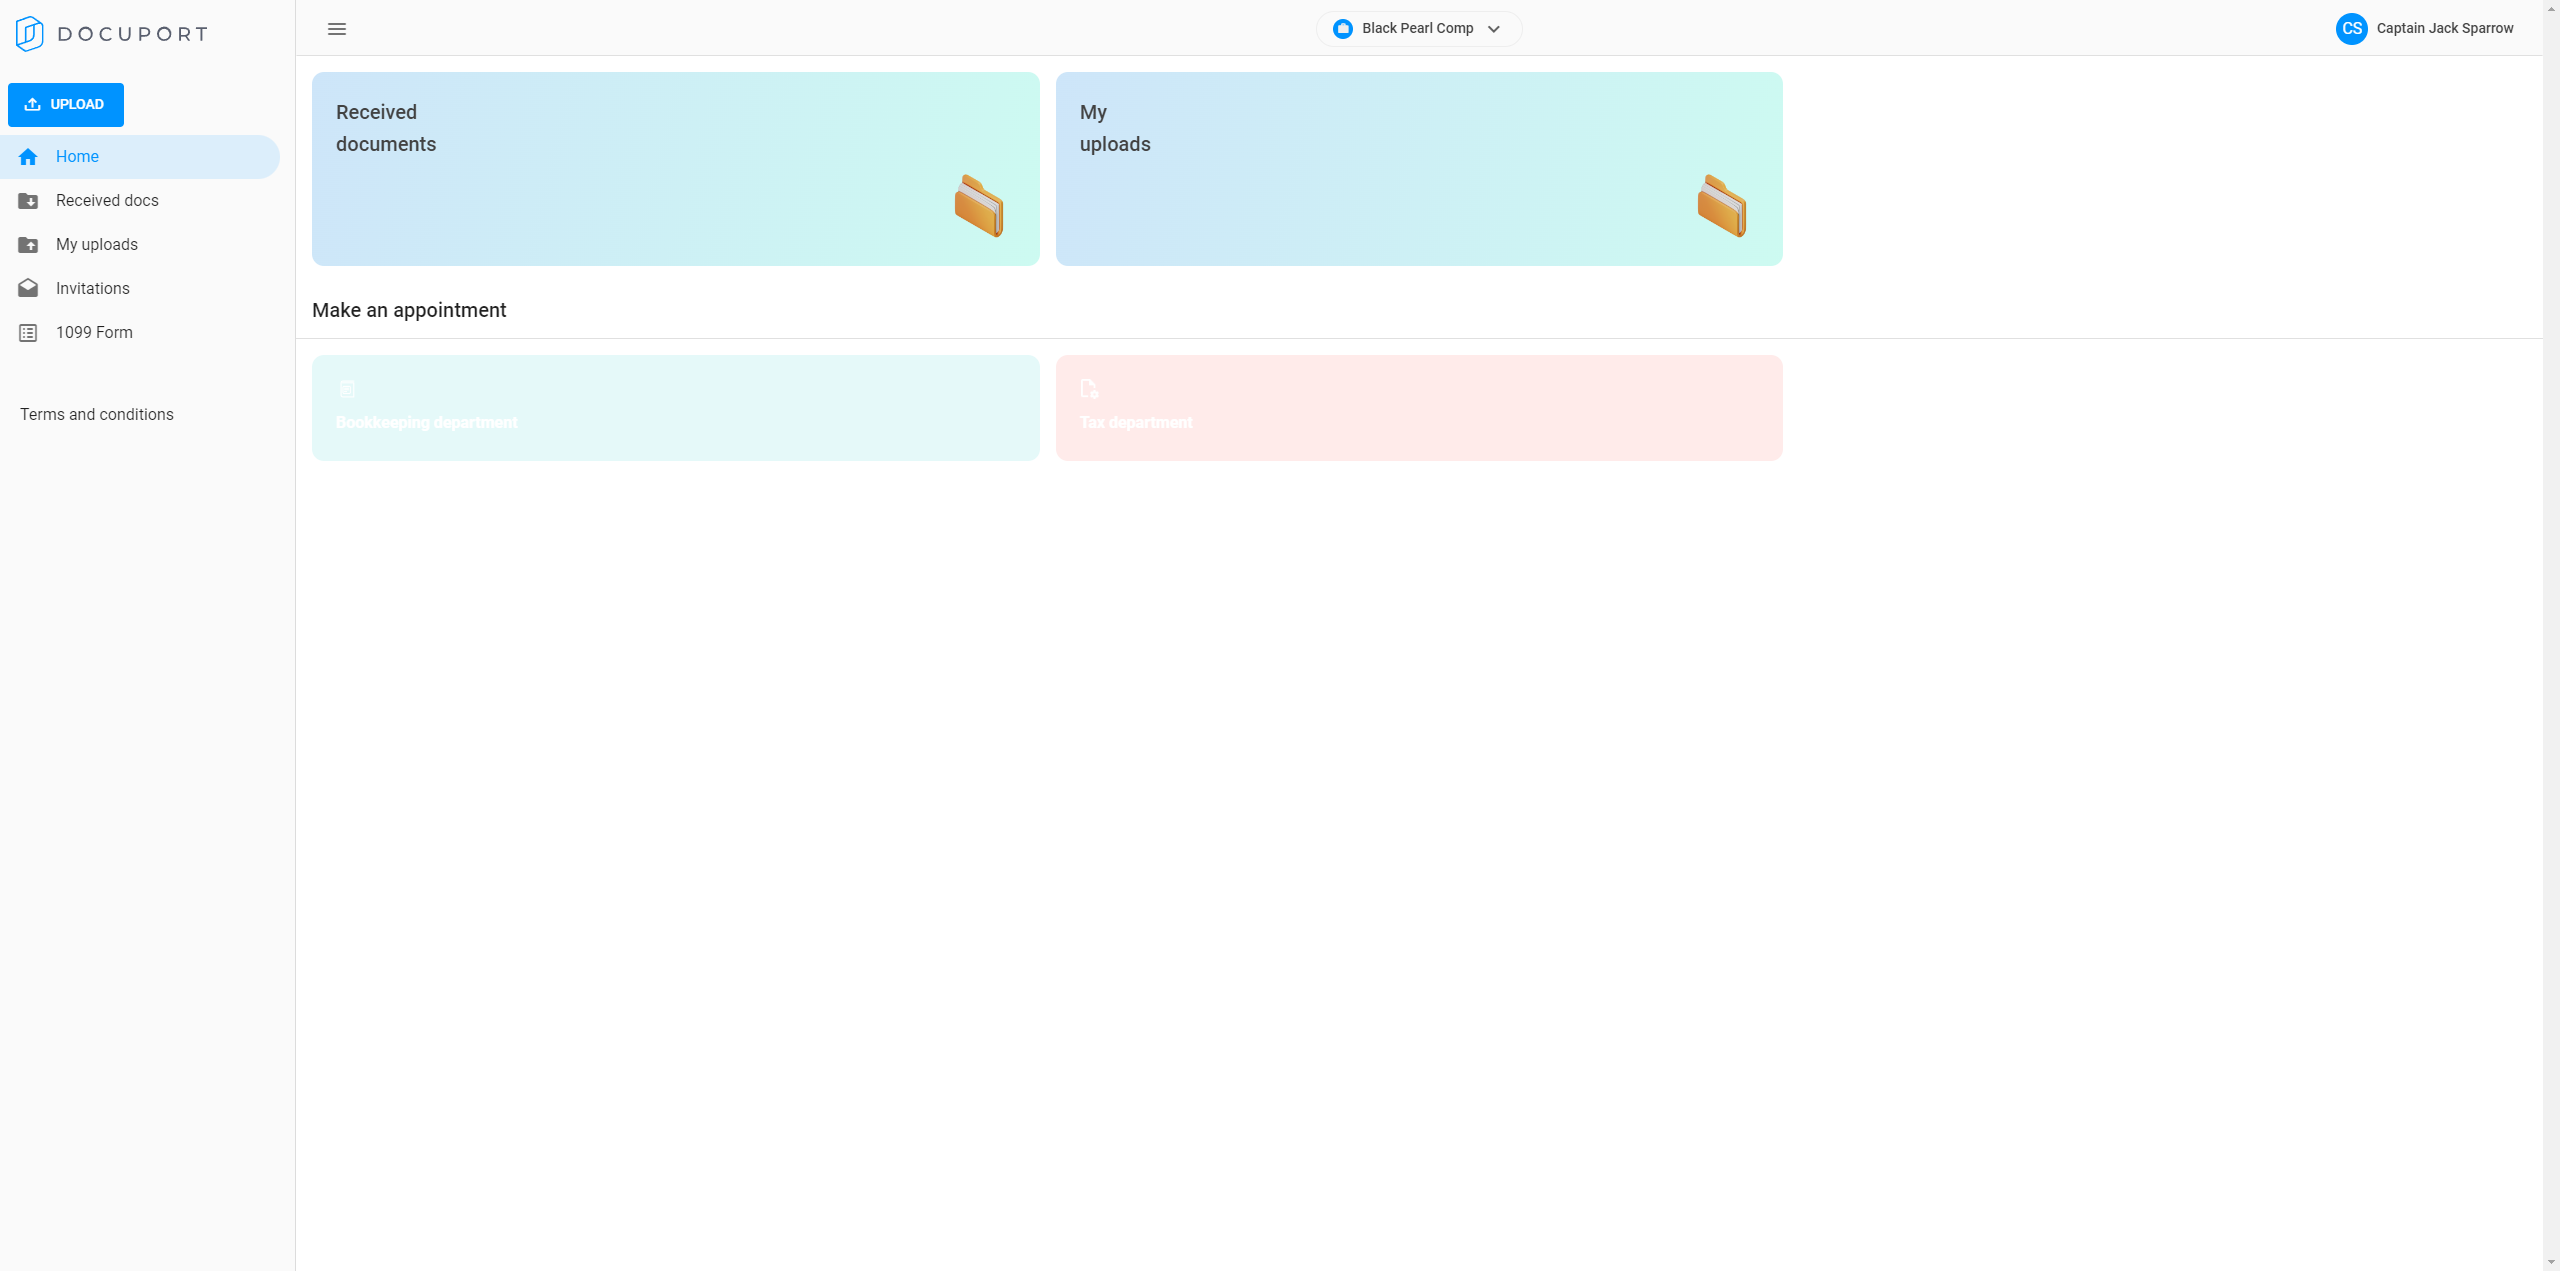 DOCUPORT
UPLOAD
Home
Received docs
My uploads
Invitations
1099 Form
Terms and conditions
Black Pearl Comp
CS Captain Jack Sparrow
Received
documents
My
uploads
Make an appointment
Bookkeeping department
Tax department